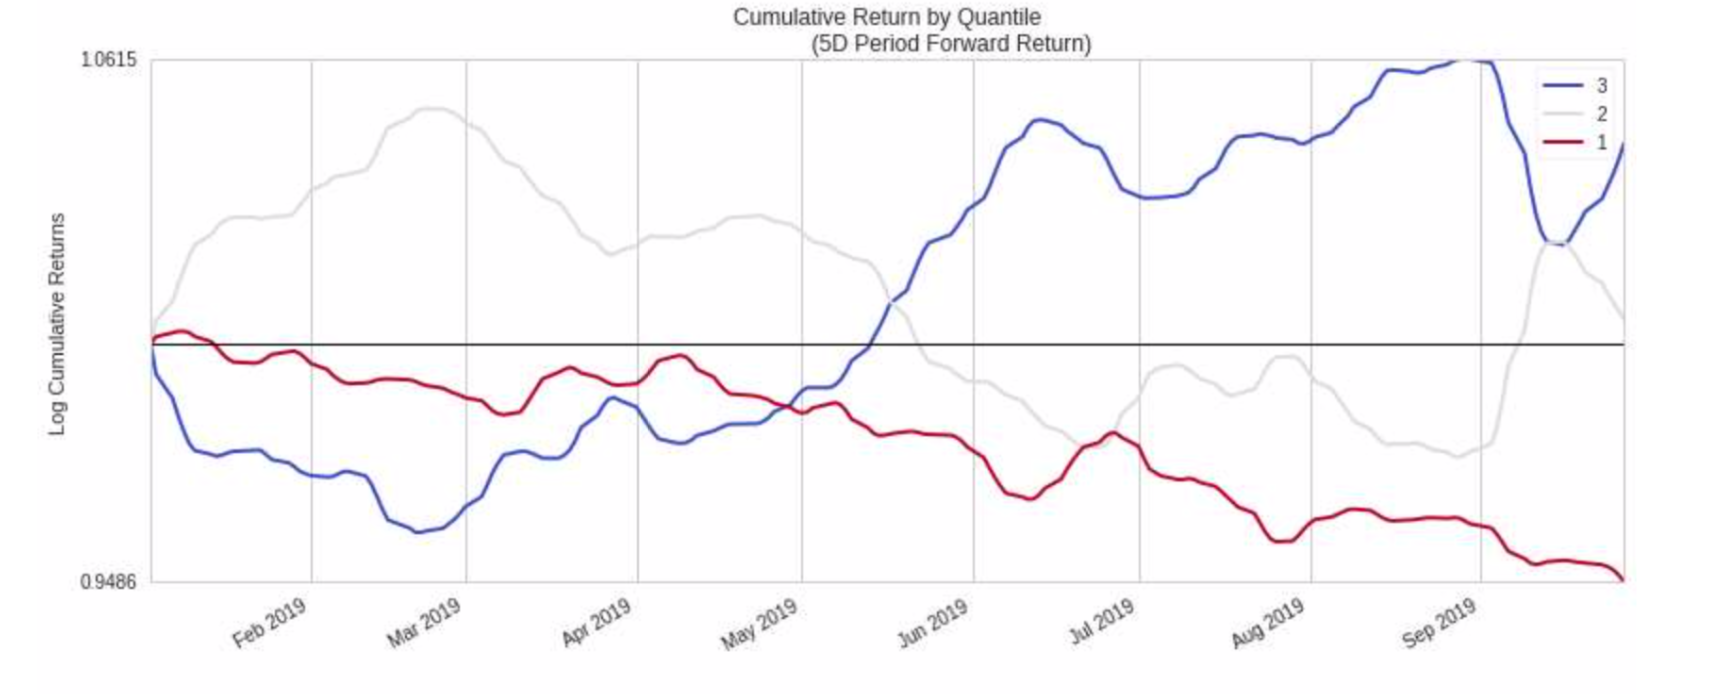 Cumulative Return by Quantile
(5D Period Forward Return)
1.0615
3
2
1
Log Cumulative Returns
0.9486
Feb 2019
Mar 2019
Apr 2019
May 2019
Jun 2019
Jul 2019
Aug 2019
Sep 2019